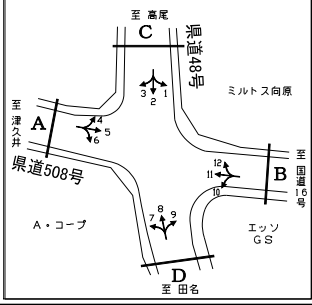 至 高尾
C
県道48号
3 2 1
ミルトス向原
至 津久井
A
4
5
6
県道508号
12
11
10
B
至 国道16号
A・コープ
7 8 9
エッソ
GS
D
至 田名